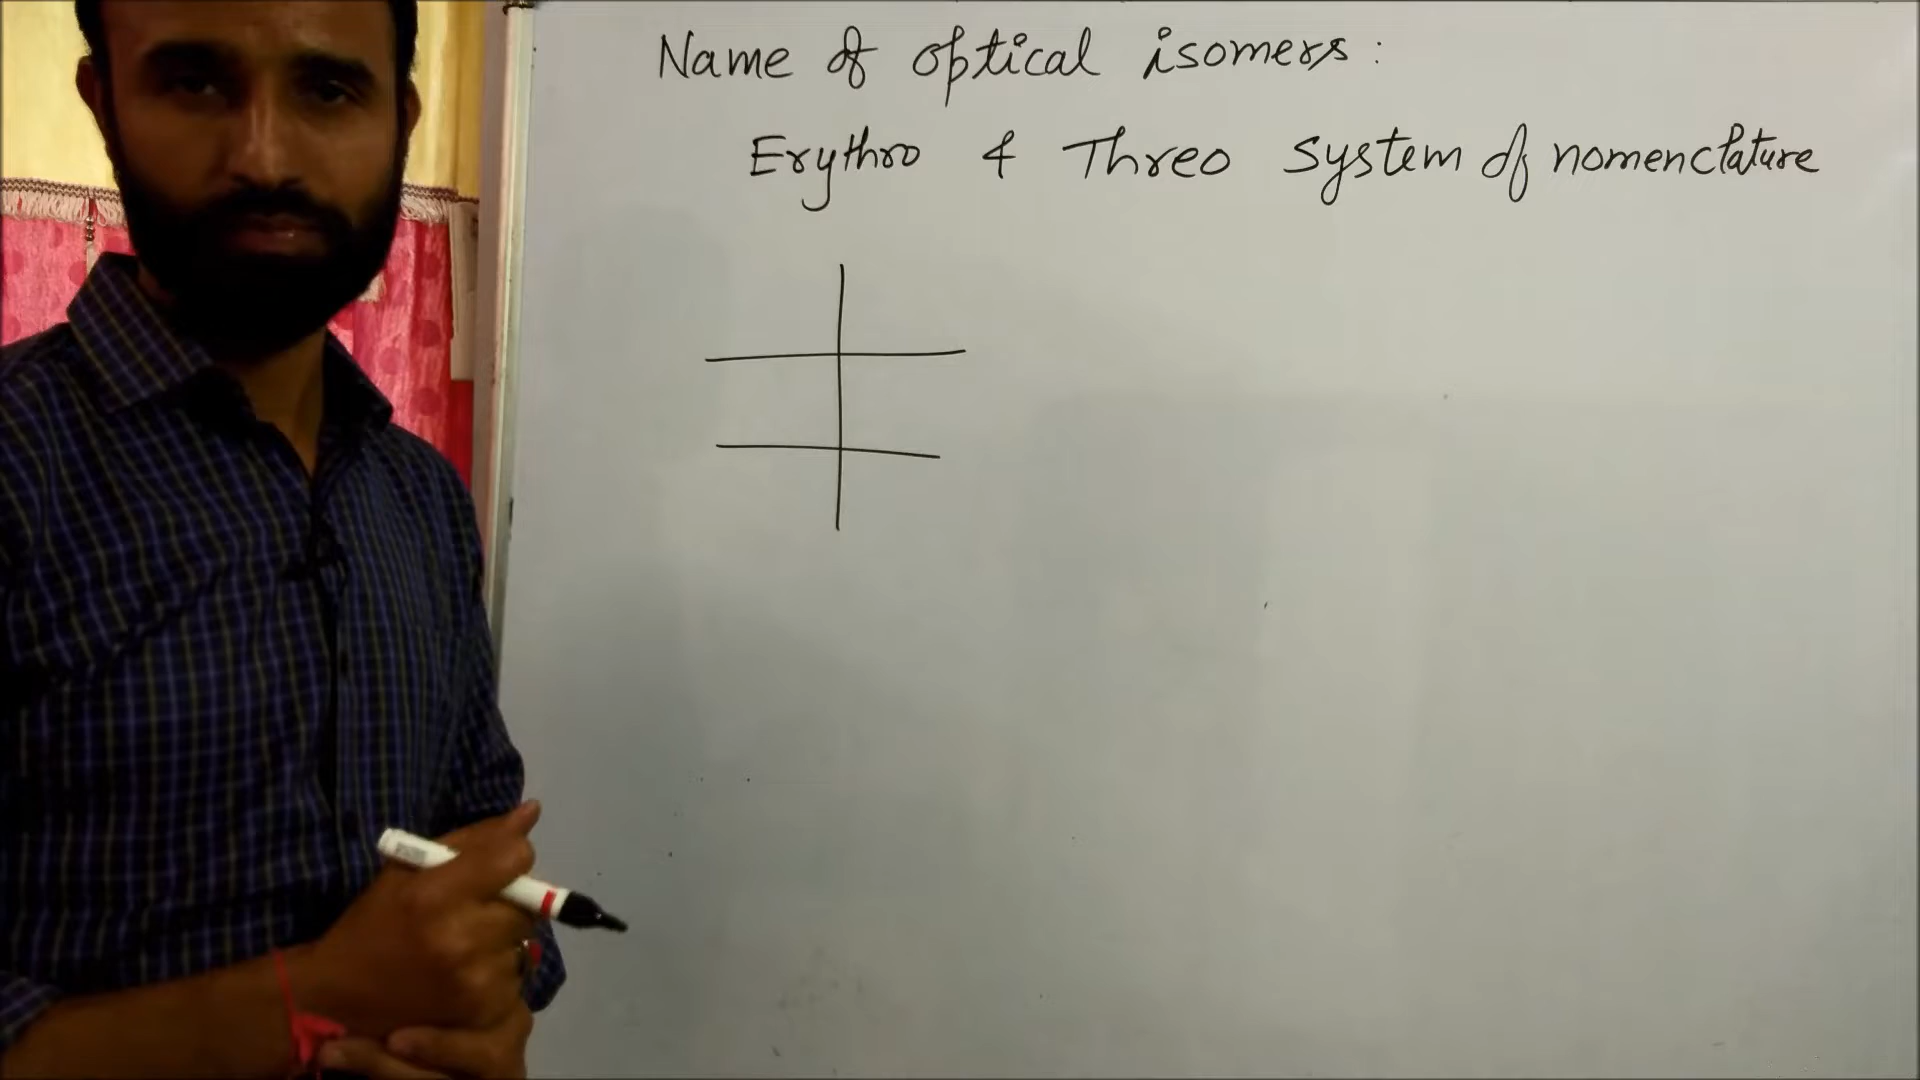 Name of optical isomers:
Erythro & Threo system of nomenclature